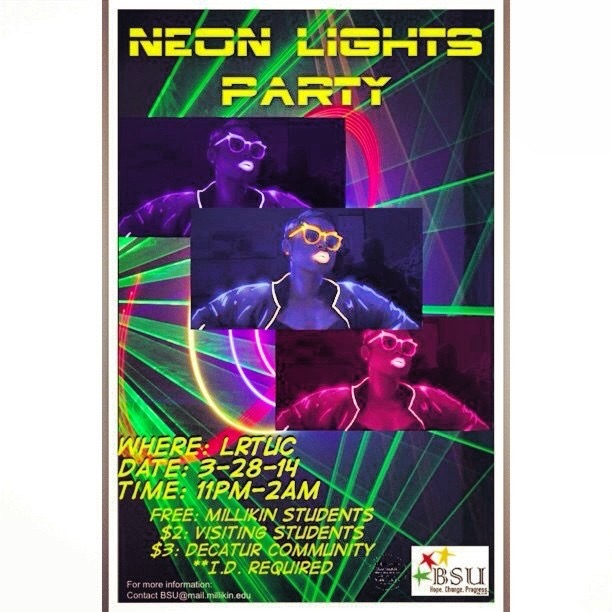 NEON LIGHTS
PARTY
WHERE: LRTUC
DATE: 3-28-14
TIME: 11PM-2AM
FREE: MILLIKIN STUDENTS
$2: VISITING STUDENTS
$3: DECATUR COMMUNITY
**I.D. REQUIRED
For more information:
Contact BSU@mail.millikin.edu
BSU
Hope. Change. Progress.